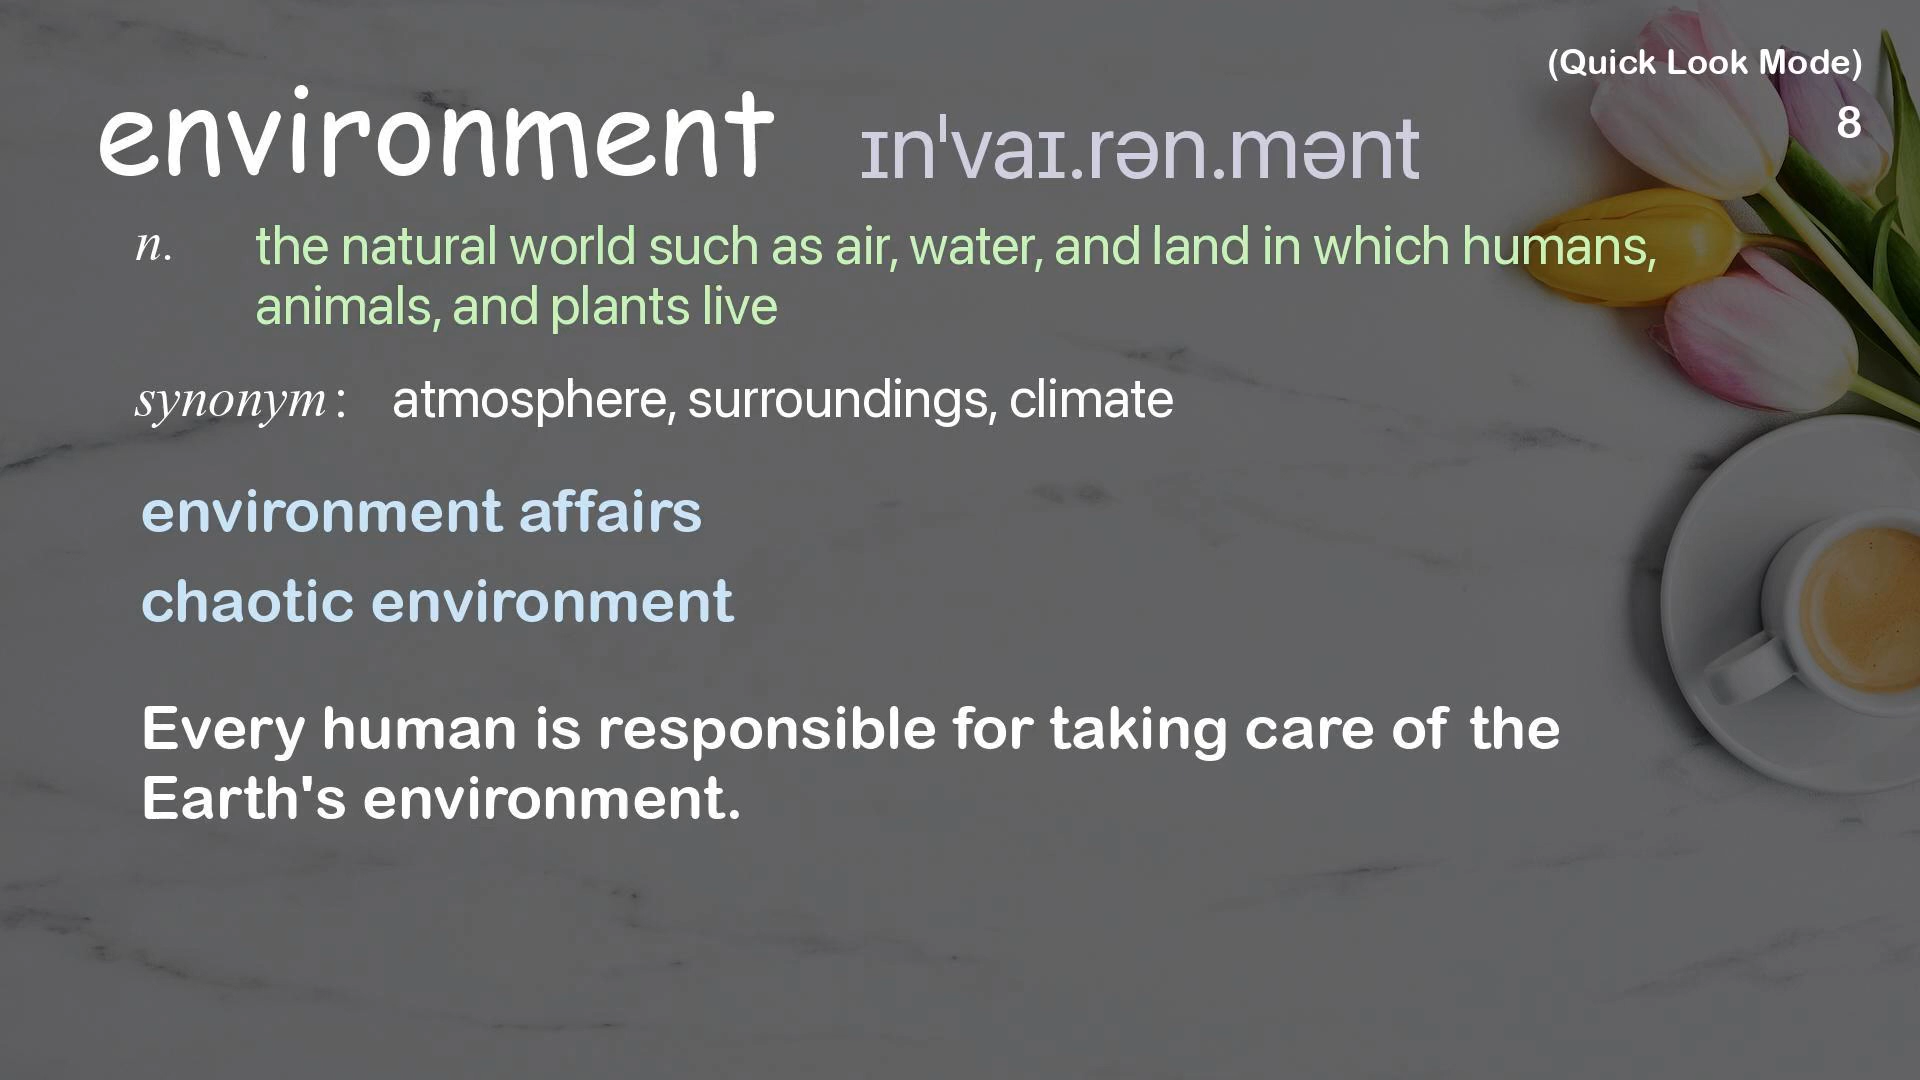 (Quick Look Mode)
8
environment ɪnˈvaɪ.rən.mənt
n. the natural world such as air, water, and land in which humans,
animals, and plants live
synonym : atmosphere, surroundings, climate
environment affairs
chaotic environment
Every human is responsible for taking care of the
Earth's environment.